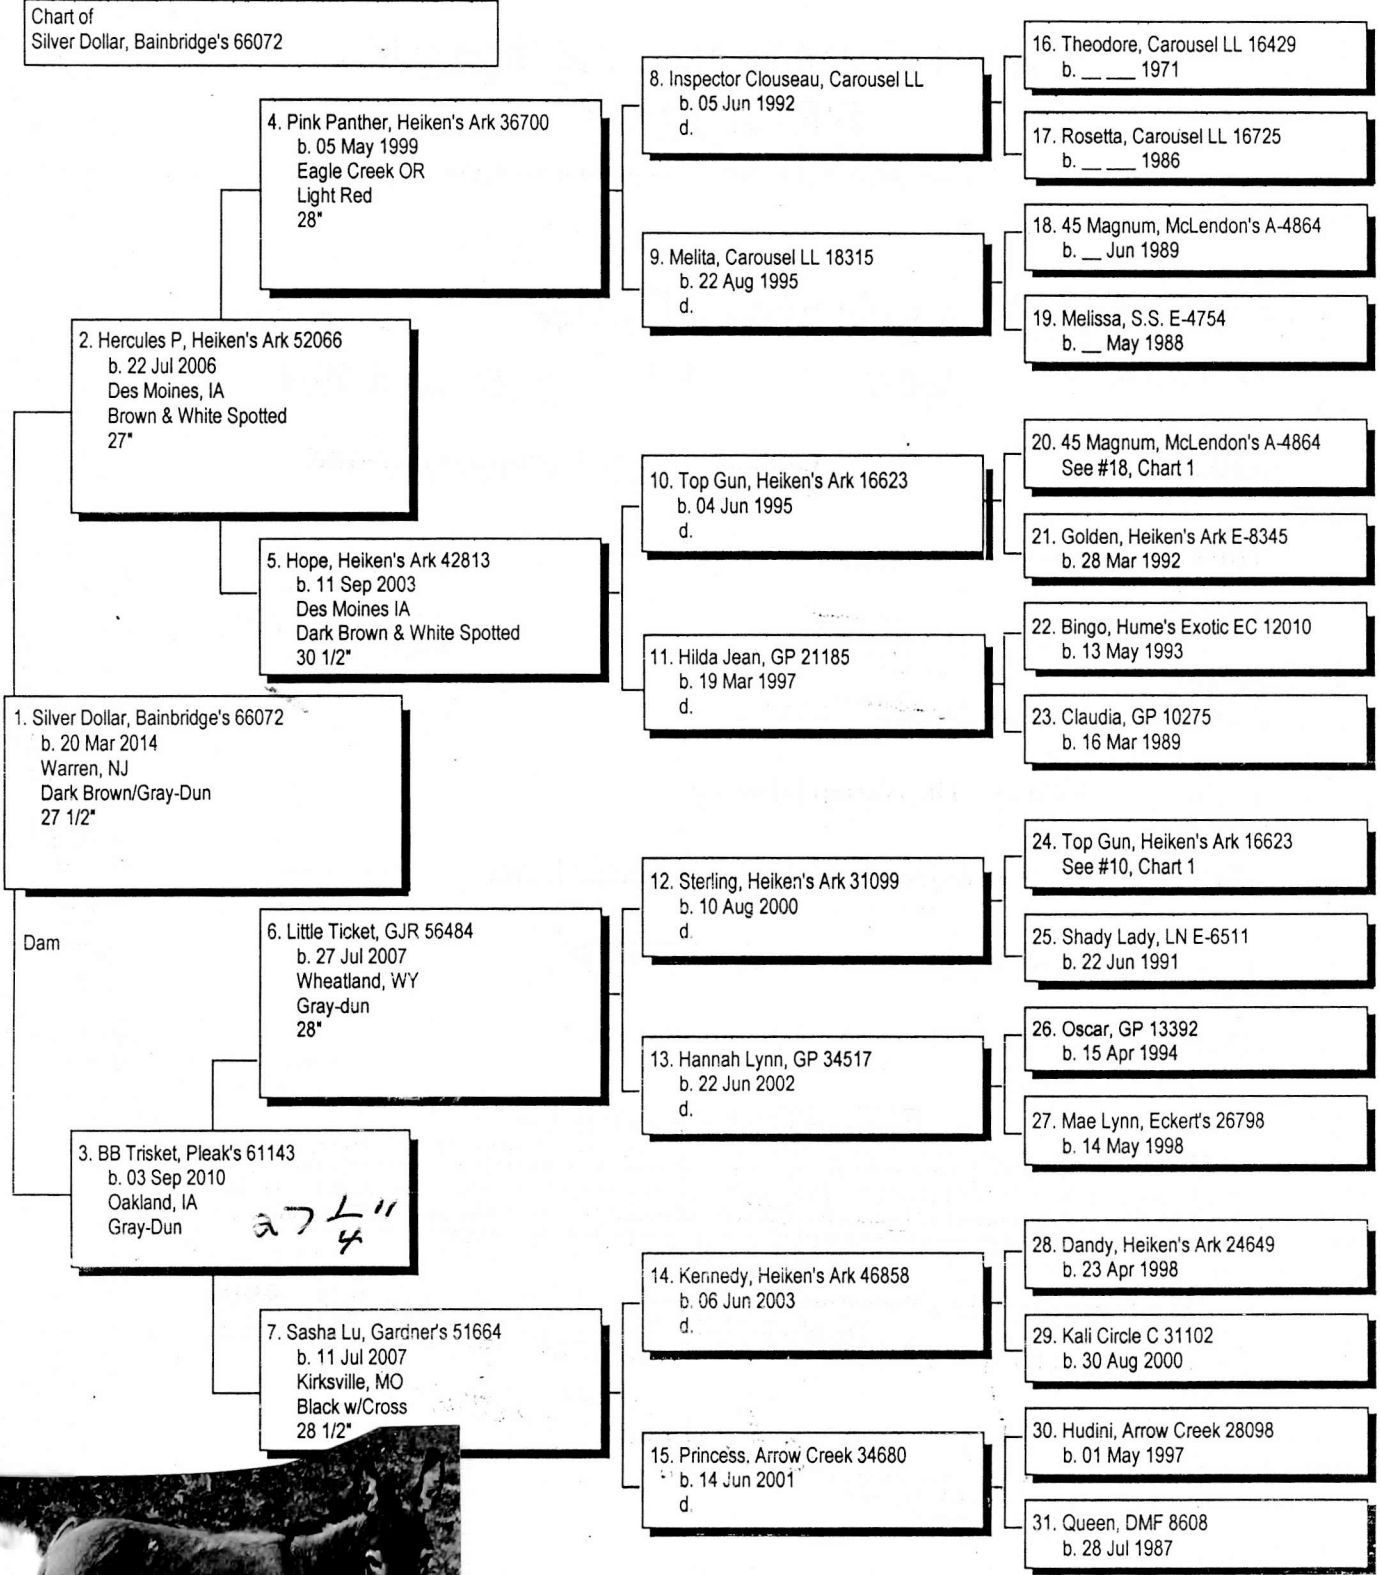 Chart of
Silver Dollar, Bainbridge's 66072
16. Theodore, Carousel LL 16429
b. __ ___ 1971
8. Inspector Clouseau, Carousel LL
b. 05 Jun 1992
d.
4. Pink Panther, Heiken's Ark 36700
b. 05 May 1999
Eagle Creek OR
Light Red
28"
17. Rosetta, Carousel LL 16725
b. __ ___ 1986
18. 45 Magnum, McLendon's A-4864
b. __ Jun 1989
9. Melita, Carousel LL 18315
b. 22 Aug 1995
d.
19. Melissa, S.S. E-4754
b. __ May 1988
2. Hercules P, Heiken's Ark 52066
b. 22 Jul 2006
Des Moines, IA
Brown & White Spotted
27"
20. 45 Magnum, McLendon's A-4864
See #18, Chart 1
10. Top Gun, Heiken's Ark 16623
b. 04 Jun 1995
d.
21. Golden, Heiken's Ark E-8345
b. 28 Mar 1992
5. Hope, Heiken's Ark 42813
b. 11 Sep 2003
Des Moines IA
Dark Brown & White Spotted
30 1/2"
22. Bingo, Hume's Exotic EC 12010
b. 13 May 1993
11. Hilda Jean, GP 21185
b. 19 Mar 1997
d.
23. Claudia, GP 10275
b. 16 Mar 1989
1. Silver Dollar, Bainbridge's 66072
b. 20 Mar 2014
Warren, NJ
Dark Brown/Gray-Dun
27 1/2"
24. Top Gun, Heiken's Ark 16623
See #10, Chart 1
12. Sterling, Heiken's Ark 31099
b. 10 Aug 2000
d.
25. Shady Lady, LN E-6511
b. 22 Jun 1991
Dam
6. Little Ticket, GJR 56484
b. 27 Jul 2007
Wheatland, WY
Gray-dun
28"
26. Oscar, GP 13392
b. 15 Apr 1994
13. Hannah Lynn, GP 34517
b. 22 Jun 2002
d.
27. Mae Lynn, Eckert's 26798
b. 14 May 1998
3. BB Trisket, Pleak's 61143
b. 03 Sep 2010
Oakland, IA
Gray-Dun
27 1/4"
28. Dandy, Heiken's Ark 24649
b. 23 Apr 1998
14. Kennedy, Heiken's Ark 46858
b. 06 Jun 2003
d.
29. Kali Circle C 31102
b. 30 Aug 2000
7. Sasha Lu, Gardner's 51664
b. 11 Jul 2007
Kirksville, MO
Black w/Cross
28 1/2"
30. Hudini, Arrow Creek 28098
b. 01 May 1997
15. Princess. Arrow Creek 34680
b. 14 Jun 2001
d.
31. Queen, DMF 8608
b. 28 Jul 1987